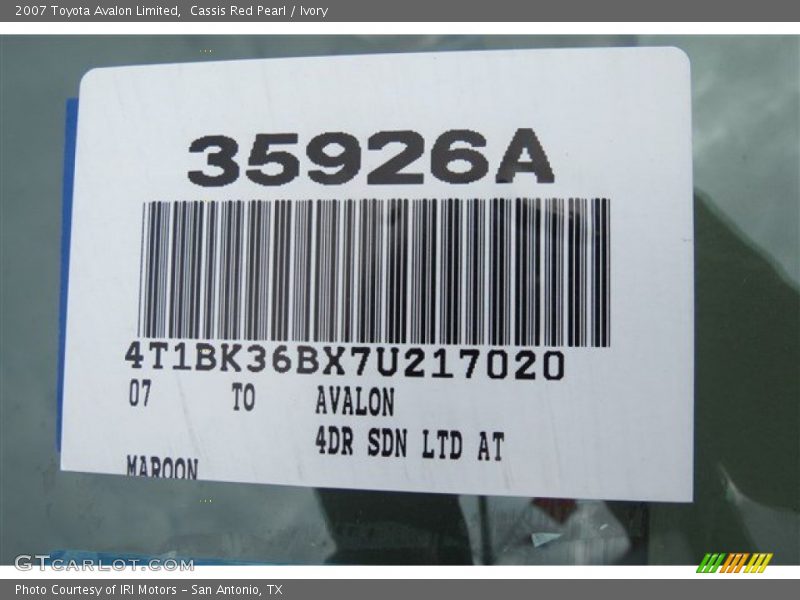 2007 Toyota Avalon Limited,  Cassis Red Pearl / Ivory
35926A
4T1BK36BX7U217020
07 TO AVALON
4DR SDN LTD AT
MAROON
GTCARLOT.COM
Photo Courtesy of IRI Motors - San Antonio, TX